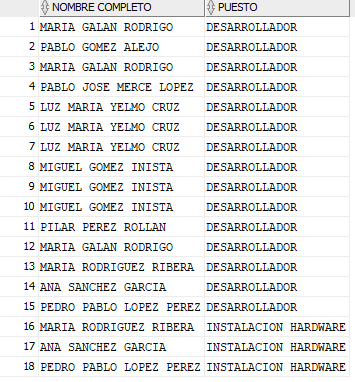 NOMBRE COMPLETO PUESTO
1 MARIA GALAN RODRIGO DESARROLLADOR
2 PABLO GOMEZ ALEJO DESARROLLADOR
3 MARIA GALAN RODRIGO DESARROLLADOR
4 PABLO JOSE MERCE LOPEZ DESARROLLADOR
5 LUZ MARIA YELMO CRUZ DESARROLLADOR
6 LUZ MARIA YELMO CRUZ DESARROLLADOR
7 LUZ MARIA YELMO CRUZ DESARROLLADOR
8 MIGUEL GOMEZ INISTA DESARROLLADOR
9 MIGUEL GOMEZ INISTA DESARROLLADOR
10 MIGUEL GOMEZ INISTA DESARROLLADOR
11 PILAR PEREZ ROLLAN DESARROLLADOR
12 MARIA GALAN RODRIGO DESARROLLADOR
13 MARIA RODRIGUEZ RIBERA DESARROLLADOR
14 ANA SANCHEZ GARCIA DESARROLLADOR
15 PEDRO PABLO LOPEZ PEREZ DESARROLLADOR
16 MARIA RODRIGUEZ RIBERA INSTALACION HARDWARE
17 ANA SANCHEZ GARCIA INSTALACION HARDWARE
18 PEDRO PABLO LOPEZ PEREZ INSTALACION HARDWARE